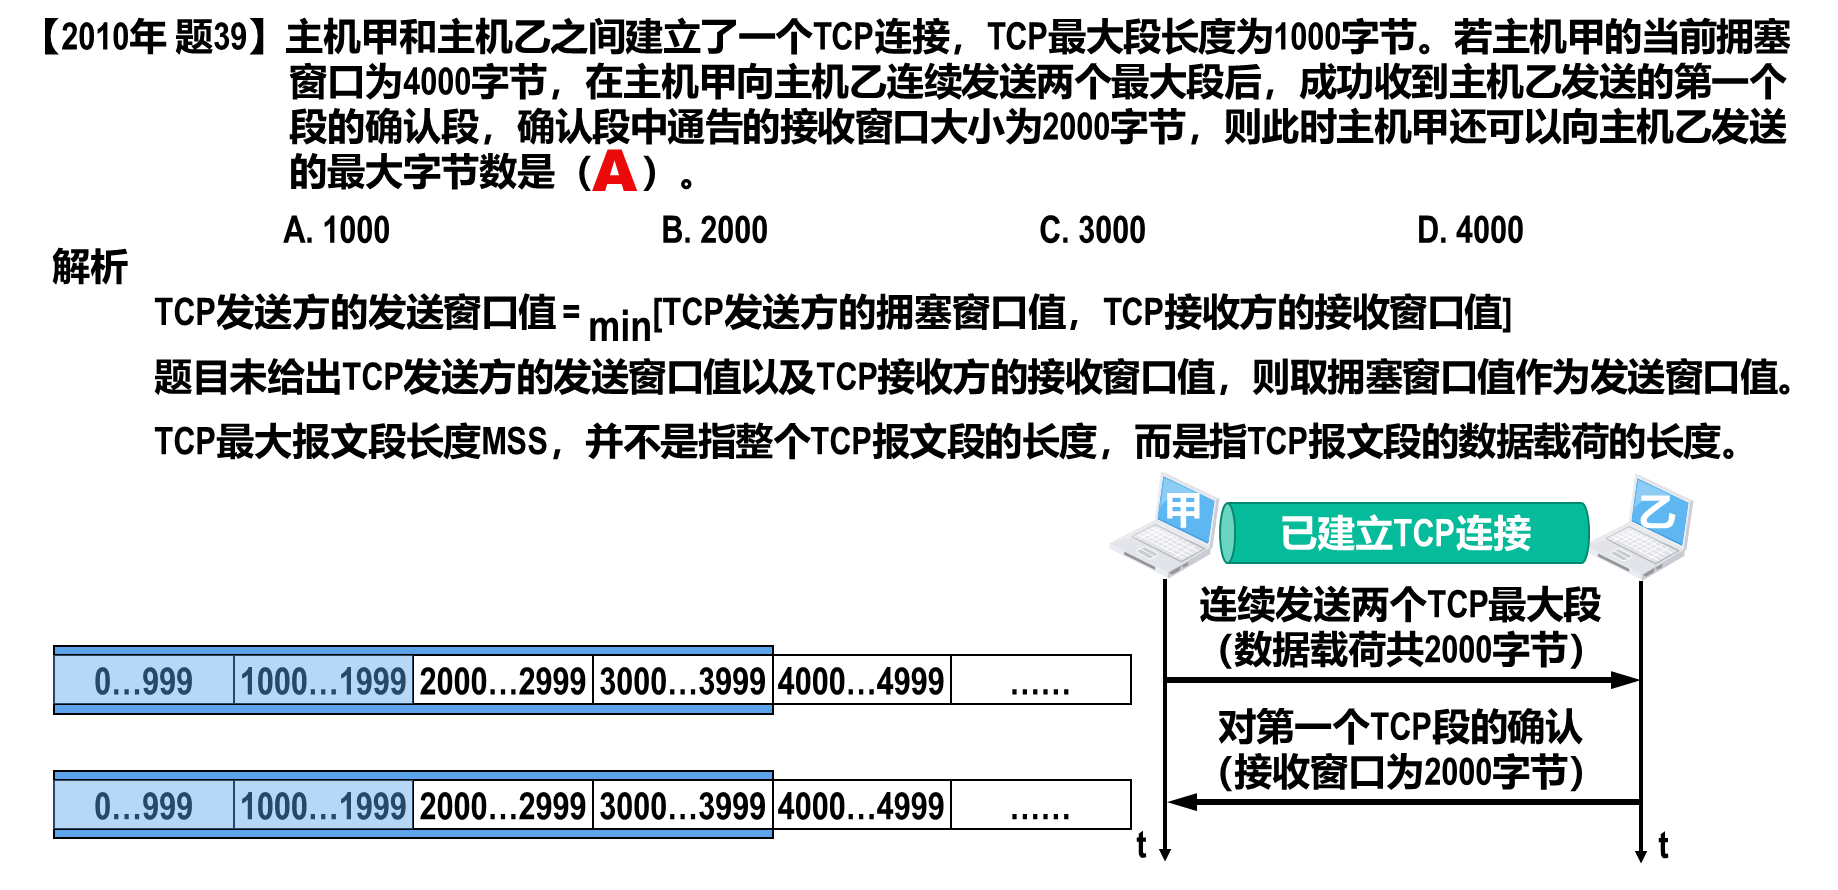 【2010年 题39】主机甲和主机乙之间建立了一个TCP连接，TCP最大段长度为1000字节。若主机甲的当前拥塞
窗口为4000字节，在主机甲向主机乙连续发送两个最大段后，成功收到主机乙发送的第一个
段的确认段，确认段中通告的接收窗口大小为2000字节，则此时主机甲还可以向主机乙发送
的最大字节数是（A）。
A. 1000 B. 2000 C. 3000 D. 4000
解析
TCP发送方的发送窗口值 = min[TCP发送方的拥塞窗口值，TCP接收方的接收窗口值]
题目未给出TCP发送方的发送窗口值以及TCP接收方的接收窗口值，则取拥塞窗口值作为发送窗口值。
TCP最大报文段长度MSS，并不是指整个TCP报文段的长度，而是指TCP报文段的数据载荷的长度。
甲 已建立TCP连接 乙
连续发送两个TCP最大段
（数据载荷共2000字节）
0…999 1000…1999 2000…2999 3000…3999 4000…4999 ……
对第一个TCP段的确认
（接收窗口为2000字节）
0…999 1000…1999 2000…2999 3000…3999 4000…4999 ……
t t